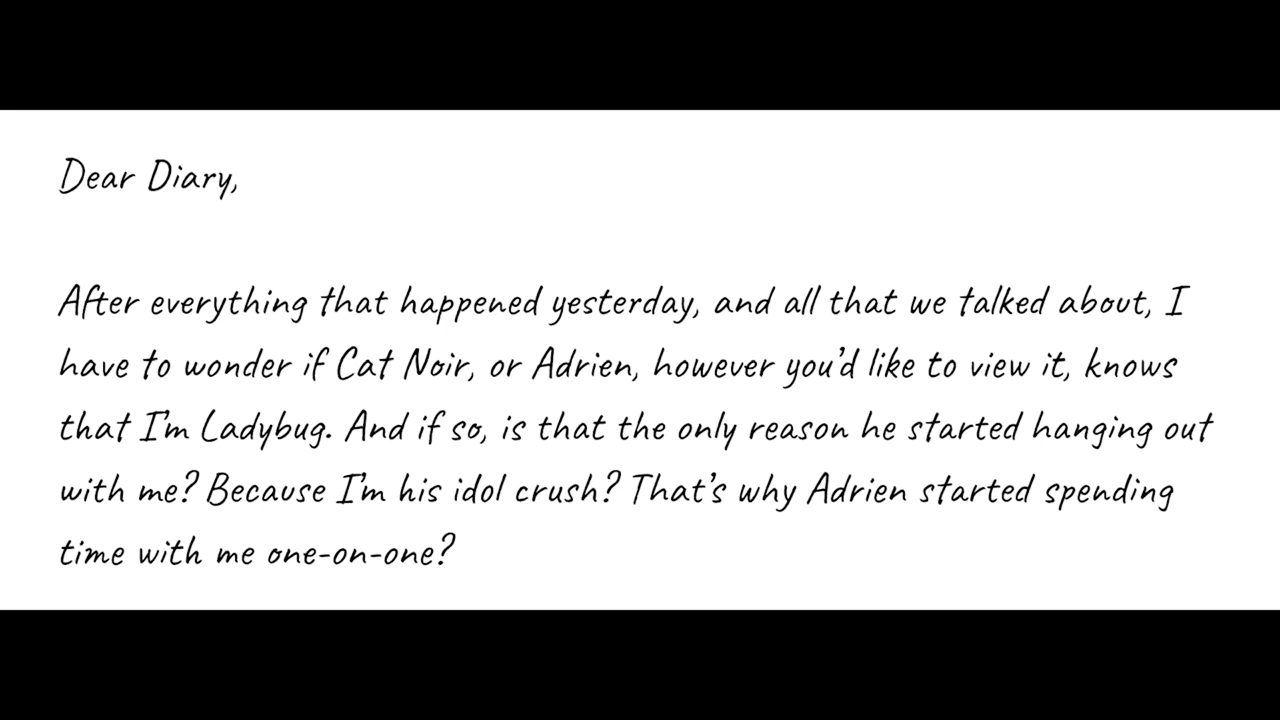 Dear Diary,
After everything that happened yesterday, and all that we talked about, I
have to wonder if Cat Noir, or Adrien, however you'd like to view it, knows
that I'm Ladybug. And if so, is that the only reason he started hanging out
with me? Because I'm his idol crush? That's why Adrien started spending
time with me one-on-one?